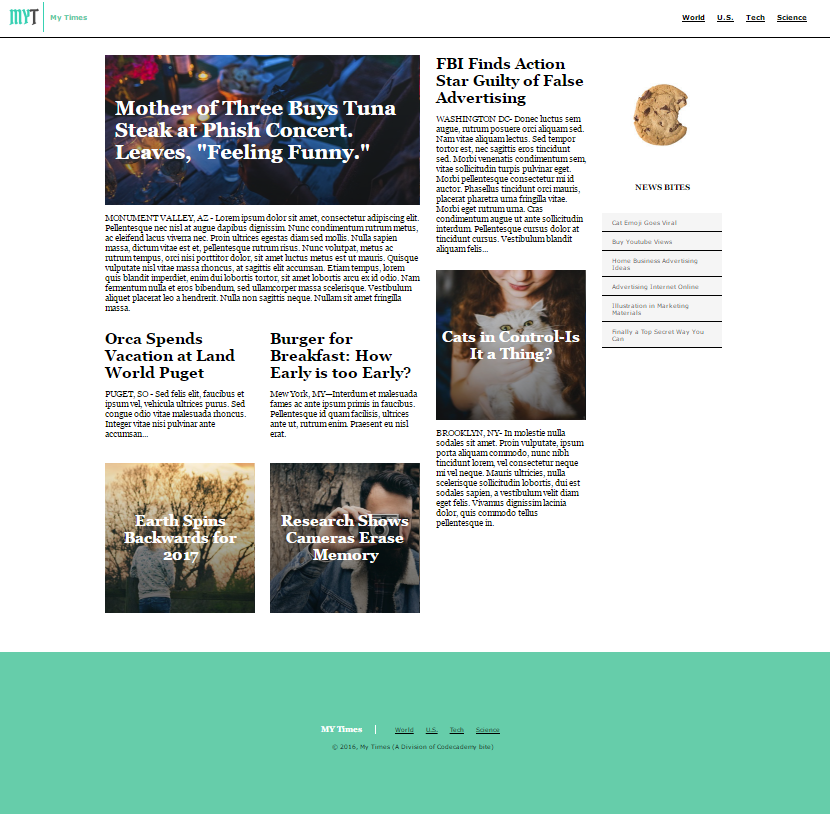 MYT
My Times
World U.S. Tech Science
Mother of Three Buys Tuna
Steak at Phish Concert.
Leaves, "Feeling Funny."
MONUMENT VALLEY, AZ - Lorem ipsum dolor sit amet, consectetur adipiscing elit.
Pellentesque nec nisl at augue dapibus dignissim. Nunc condimentum rutrum metus,
ac eleifend lacus viverra nec. Proin ultrices egestas diam sed mollis. Nulla sapien
massa, dictum vitae est et, pellentesque rutrum risus. Nunc volutpat, metus ac
rutrum tempus, orci nisi porttitor dolor, sit amet luctus metus est ut mauris. Quisque
vulputate nisl vitae massa rhoncus, at sagittis elit accumsan. Etiam tempus, lorem
quis blandit imperdiet, enim dui lobortis tortor, sit amet lobortis arcu ex id odio. Nam
fermentum nulla et eros bibendum, sed ullamcorper massa scelerisque. Vestibulum
aliquet placerat leo a hendrerit. Nulla non sagittis neque. Nullam sit amet fringilla
massa.
Orca Spends
Vacation at Land
World Puget
PUGET, SO - Sed felis elit, faucibus et
ipsum vel, vehicula ultrices purus. Sed
congue odio vitae malesuada rhoncus.
Integer vitae nisi pulvinar ante
accumsan...
Burger for
Breakfast: How
Early is too Early?
Mew York, MY—Interdum et malesuada
fames ac ante ipsum primis in faucibus.
Pellentesque id quam facilisis, ultrices
ante ut, rutrum enim. Praesent eu nisl
erat.
Earth Spins
Backwards for
2017
Research Shows
Cameras Erase
Memory
FBI Finds Action
Star Guilty of False
Advertising
WASHINGTON DC- Donec luctus sem
augue, rutrum posuere orci aliquam sed.
Nam vitae aliquam lectus. Sed tempor
tortor est, nec sagittis eros tincidunt
sed. Morbi venenatis condimentum sem,
vitae sollicitudin turpis pulvinar eget.
Morbi pellentesque consectetur mi id
auctor. Phasellus tincidunt orci mauris,
placerat pharetra urna fringilla vitae.
Morbi eget rutrum urna. Cras
condimentum augue ut ante sollicitudin
interdum. Pellentesque cursus dolor at
tincidunt cursus. Vestibulum blandit
aliquam felis...
Cats in Control-Is
It a Thing?
BROOKLYN, NY- In molestie nulla
sodales sit amet. Proin vulputate, ipsum
porta aliquam commodo, nunc nibh
tincidunt lorem, vel consectetur neque
mi vel neque. Mauris ultricies, nulla
scelerisque sollicitudin lobortis, dui est
sodales sapien, a vestibulum velit diam
eget felis. Vivamus dignissim lacinia
dolor, quis commodo tellus
pellentesque in.
NEWS BITES
Cat Emoji Goes Viral
Buy Youtube Views
Home Business Advertising
Ideas
Advertising Internet Online
Illustration in Marketing
Materials
Finally a Top Secret Way You
Can
MY Times
World U.S. Tech Science
© 2016, My Times (A Division of Codecademy bite)